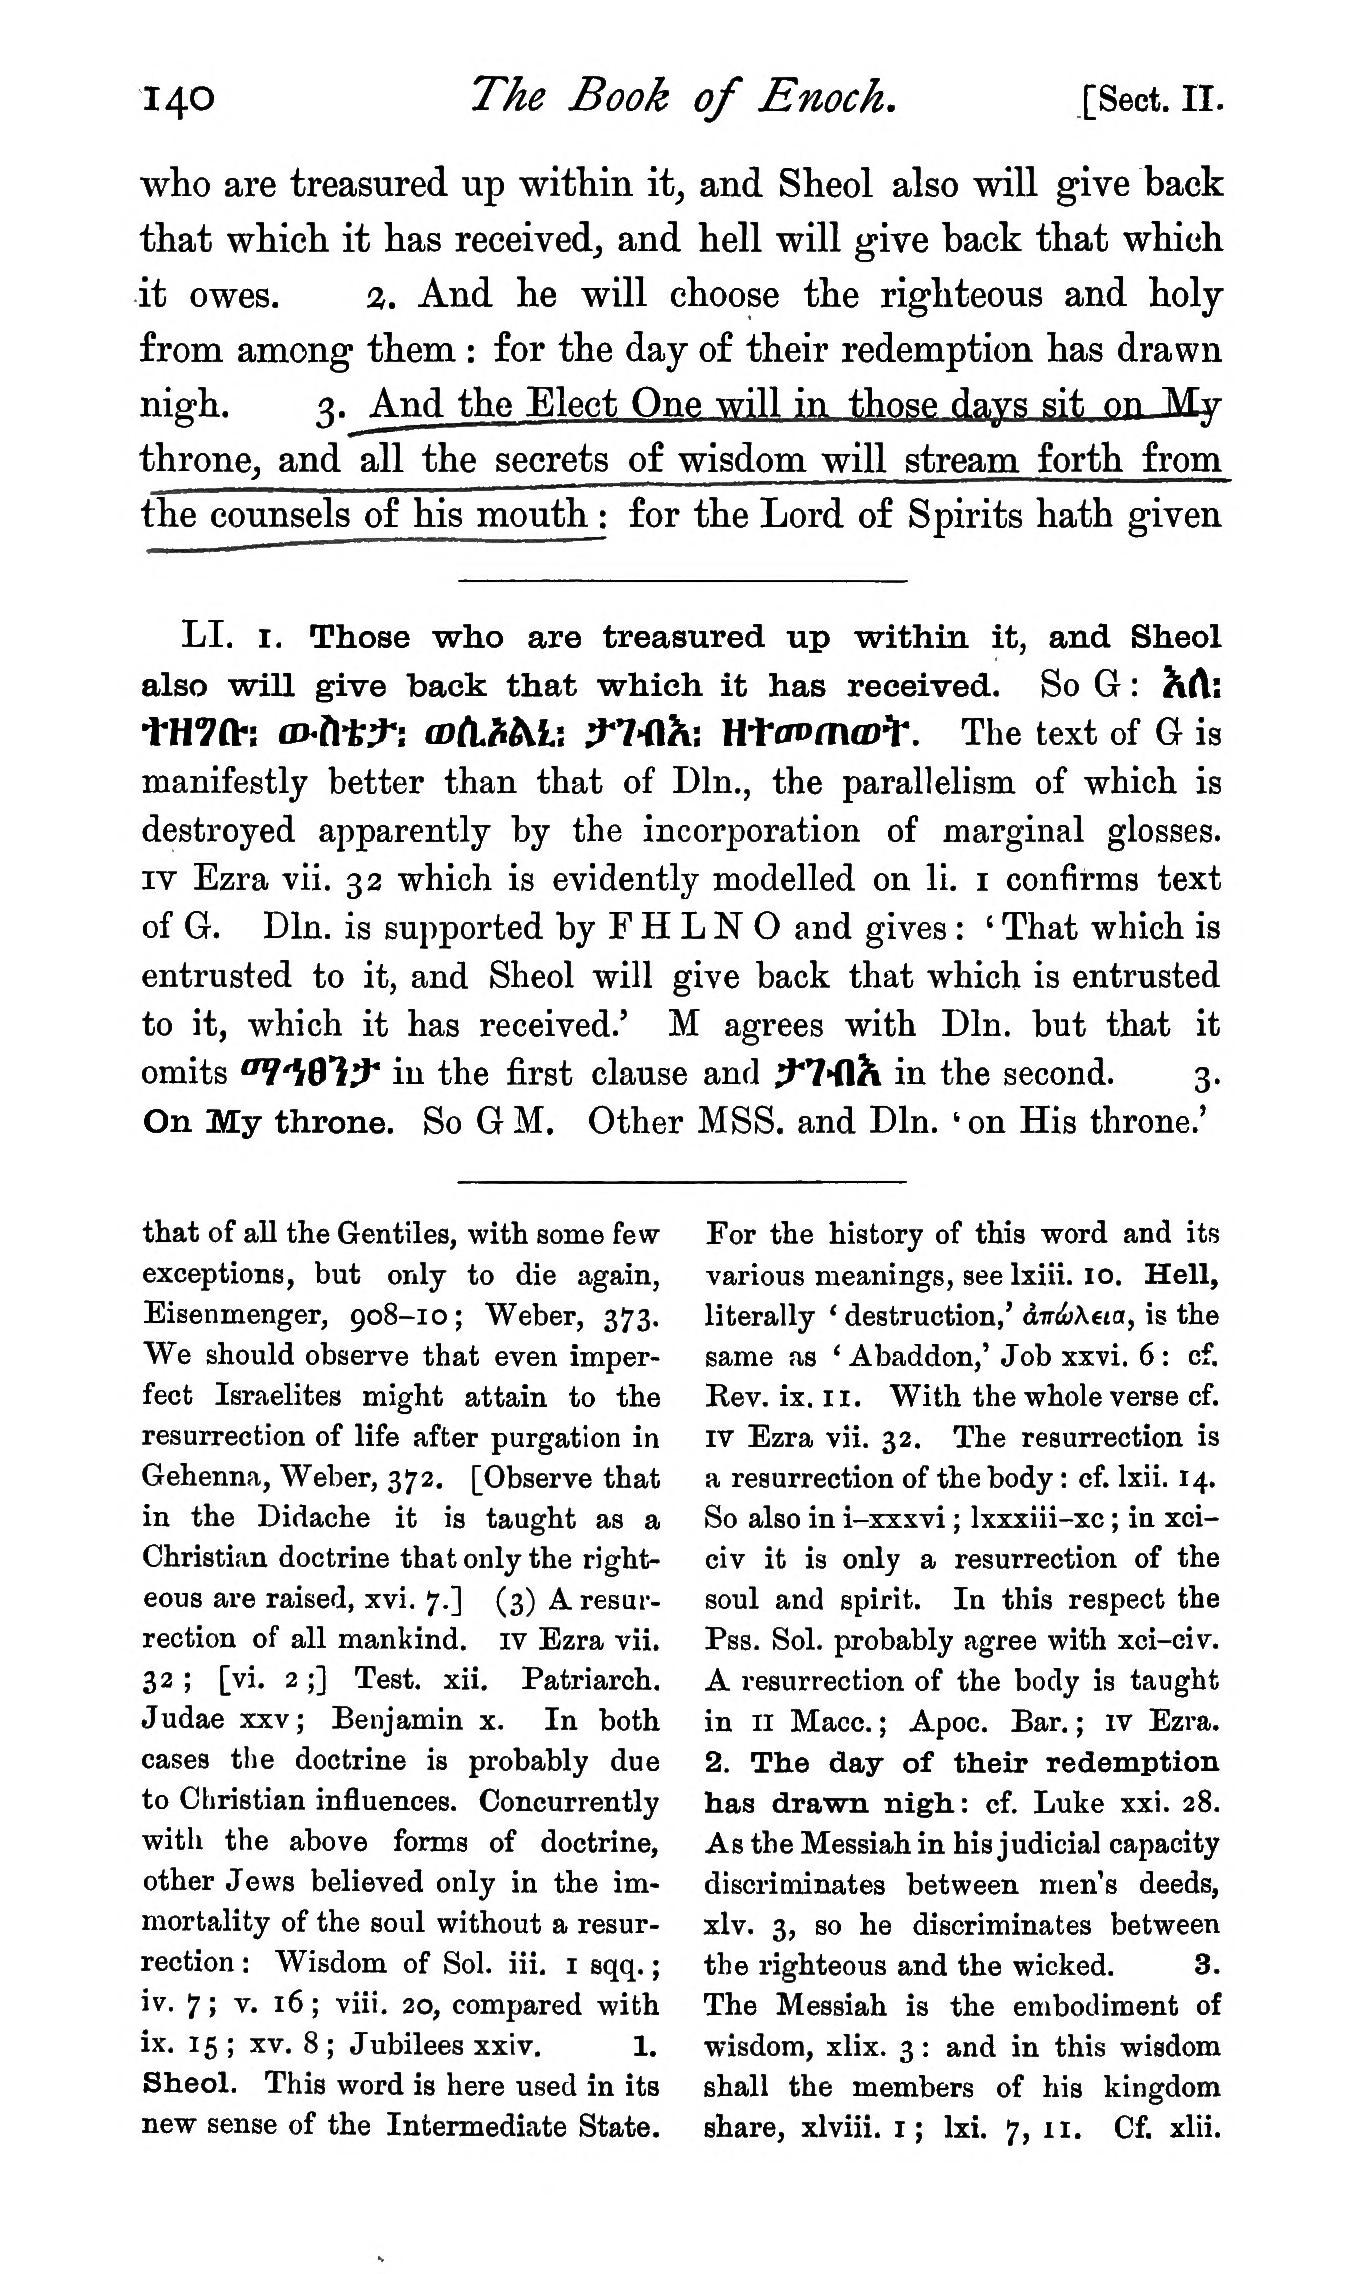 140 The Book of Enoch. [Sect. II.
who are treasured up within it, and Sheol also will give back
that which it has received, and hell will give back that which
it owes. 2. And he will choose the righteous and holy
from among them : for the day of their redemption has drawn
nigh. 3. And the Elect One will in those days sit on My
throne, and all the secrets of wisdom will stream forth from
the counsels of his mouth : for the Lord of Spirits hath given
LI. 1. Those who are treasured up within it, and Sheol
also will give back that which it has received. So G : እለ፡
ተዘግቡ፡ ውስቴታ፡ ወሲኦልኒ፡ ታገብእ፡ ዘተመጠወት. The text of G is
manifestly better than that of Dln., the parallelism of which is
destroyed apparently by the incorporation of marginal glosses.
IV Ezra vii. 32 which is evidently modelled on li. 1 confirms text
of G. Dln. is supported by F H L N O and gives : ‘That which is
entrusted to it, and Sheol will give back that which is entrusted
to it, which it has received.’ M agrees with Dln. but that it
omits ማኅፀንታ in the first clause and ታገብእ in the second. 3.
On My throne. So G M. Other MSS. and Dln. ‘on His throne.’
that of all the Gentiles, with some few
exceptions, but only to die again,
Eisenmenger, 908–10; Weber, 373.
We should observe that even imper-
fect Israelites might attain to the
resurrection of life after purgation in
Gehenna, Weber, 372. [Observe that
in the Didache it is taught as a
Christian doctrine that only the right-
eous are raised, xvi. 7.] (3) A resur-
rection of all mankind. IV Ezra vii.
32 ; [vi. 2 ;] Test. xii. Patriarch.
Judae xxv; Benjamin x. In both
cases the doctrine is probably due
to Christian influences. Concurrently
with the above forms of doctrine,
other Jews believed only in the im-
mortality of the soul without a resur-
rection : Wisdom of Sol. iii. 1 sqq. ;
iv. 7 ; v. 16 ; viii. 20, compared with
ix. 15 ; xv. 8 ; Jubilees xxiv. 1.
Sheol. This word is here used in its
new sense of the Intermediate State.
For the history of this word and its
various meanings, see lxiii. 10. Hell,
literally ‘destruction,’ ἀπώλεια, is the
same as ‘Abaddon,’ Job xxvi. 6 : cf.
Rev. ix. 11. With the whole verse cf.
IV Ezra vii. 32. The resurrection is
a resurrection of the body : cf. lxii. 14.
So also in i–xxxvi ; lxxxiii–xc ; in xci–
civ it is only a resurrection of the
soul and spirit. In this respect the
Pss. Sol. probably agree with xci–civ.
A resurrection of the body is taught
in II Macc. ; Apoc. Bar. ; IV Ezra.
2. The day of their redemption
has drawn nigh : cf. Luke xxi. 28.
As the Messiah in his judicial capacity
discriminates between men’s deeds,
xlv. 3, so he discriminates between
the righteous and the wicked. 3.
The Messiah is the embodiment of
wisdom, xlix. 3 : and in this wisdom
shall the members of his kingdom
share, xlviii. 1 ; lxi. 7, 11. Cf. xlii.